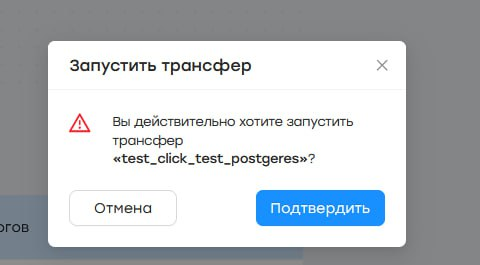 Запустить трансфер
Вы действительно хотите запустить
трансфер
«test_click_test_postgeres»?
Отмена
Подтвердить
огов